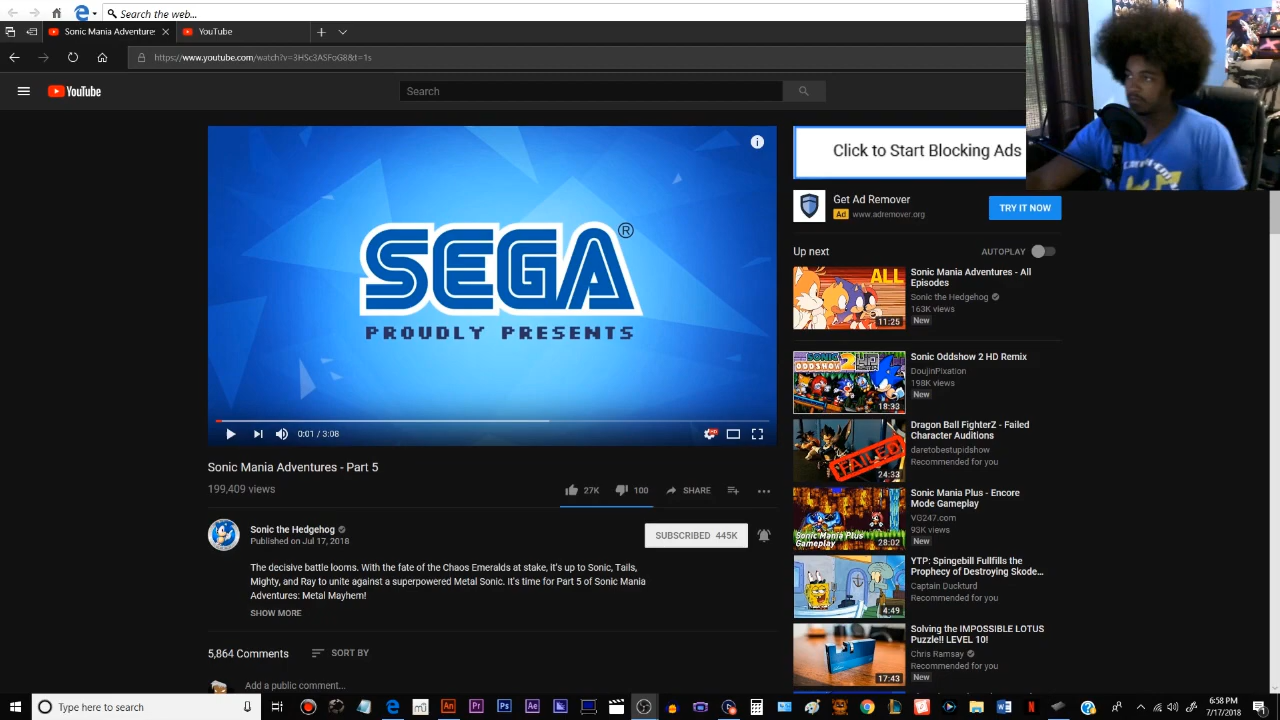 Search the web...
Sonic Mania Adventures
YouTube
https://www.youtube.com/watch?v=3HSc3ASFoG8&t=1s
YouTube
Search
SEGA®
PROUDLY PRESENTS
0:01 / 3:08
Sonic Mania Adventures - Part 5
199,409 views
27K
100
SHARE
Sonic the Hedgehog
Published on Jul 17, 2018
SUBSCRIBED 445K
The decisive battle looms. With the fate of the Chaos Emeralds at stake, it's up to Sonic, Tails,
Mighty, and Ray to unite against a superpowered Metal Sonic. It's time for Part 5 of Sonic Mania
Adventures: Metal Mayhem!
SHOW MORE
5,864 Comments
SORT BY
Add a public comment...
Click to Start Blocking Ads
Get Ad Remover
Ad www.adremover.org
TRY IT NOW
Up next
AUTOPLAY
ALL
11:25
Sonic Mania Adventures - All
Episodes
Sonic the Hedgehog
163K views
New
SONIC
ODDSHOW 2
HD
18:33
Sonic Oddshow 2 HD Remix
DoujinPixation
198K views
New
FAILED
24:33
Dragon Ball FighterZ - Failed
Character Auditions
daretobestupidshow
Recommended for you
Sonic Mania Plus
Gameplay
28:02
Sonic Mania Plus - Encore
Mode Gameplay
VG247.com
93K views
New
4:49
YTP: Spingebill Fullfills the
Prophecy of Destroying Skode...
Captain Duckturd
Recommended for you
17:43
Solving the IMPOSSIBLE LOTUS
Puzzle!! LEVEL 10!
Chris Ramsay
Recommended for you
New
Type here to search
An
Pr
Ps
Ae
6:58 PM
7/17/2018